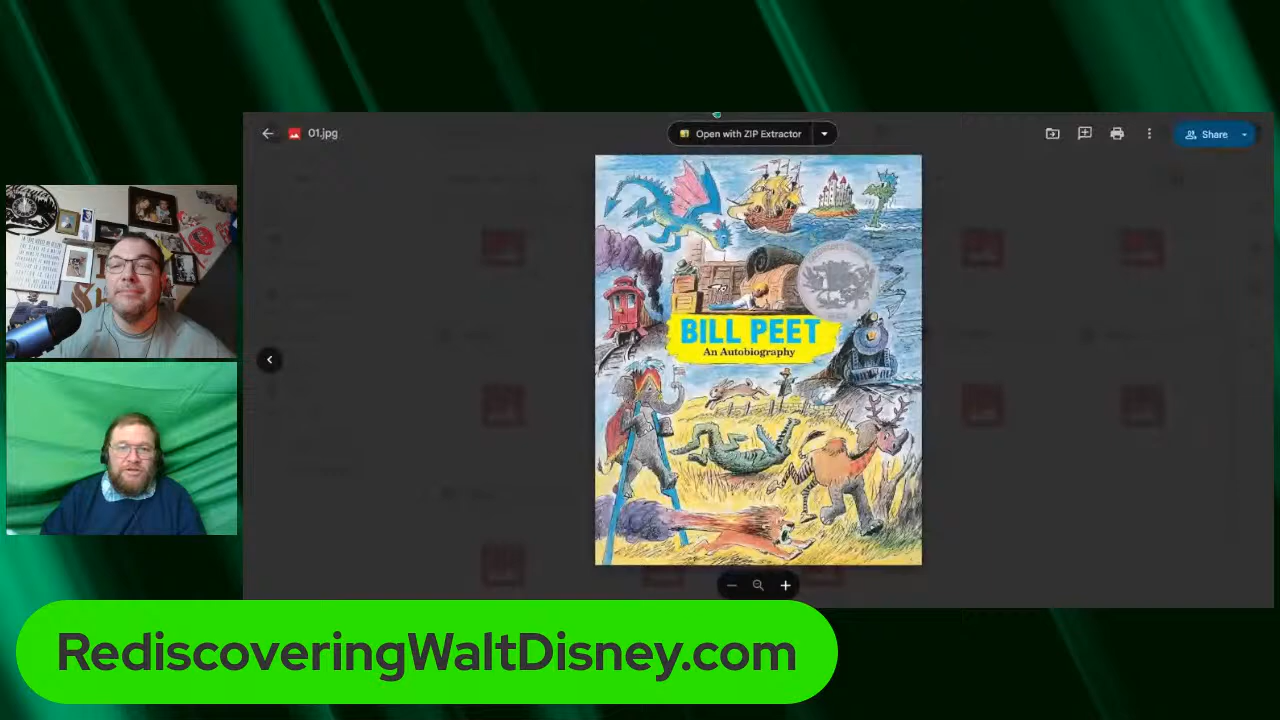 01.jpg
Open with ZIP Extractor
Share
BILL PEET
An Autobiography
RediscoveringWaltDisney.com